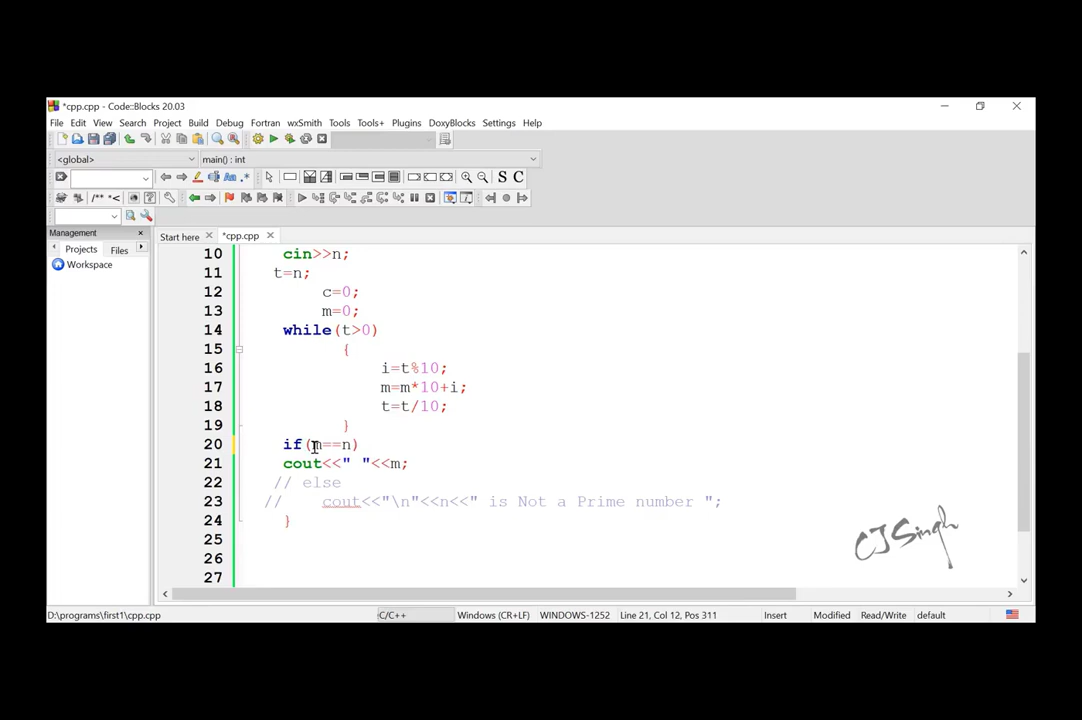 *cpp.cpp - Code::Blocks 20.03
File Edit View Search Project Build Debug Fortran wxSmith Tools Tools+ Plugins DoxyBlocks Settings Help
<global> main() : int
S C
/** *<
Management
Start here *cpp.cpp
Projects Files
Workspace
10 cin>>n;
11 t=n;
12 c=0;
13 m=0;
14 while(t>0)
15 {
16 i=t%10;
17 m=m*10+i;
18 t=t/10;
19 }
20 if(m==n)
21 cout<<" "<<m;
22 // else
23 // cout<<"\n"<<n<<" is Not a Prime number ";
24 }
25
26
27
CJSingh
D:\programs\first1\cpp.cpp C/C++ Windows (CR+LF) WINDOWS-1252 Line 21, Col 12, Pos 311 Insert Modified Read/Write default